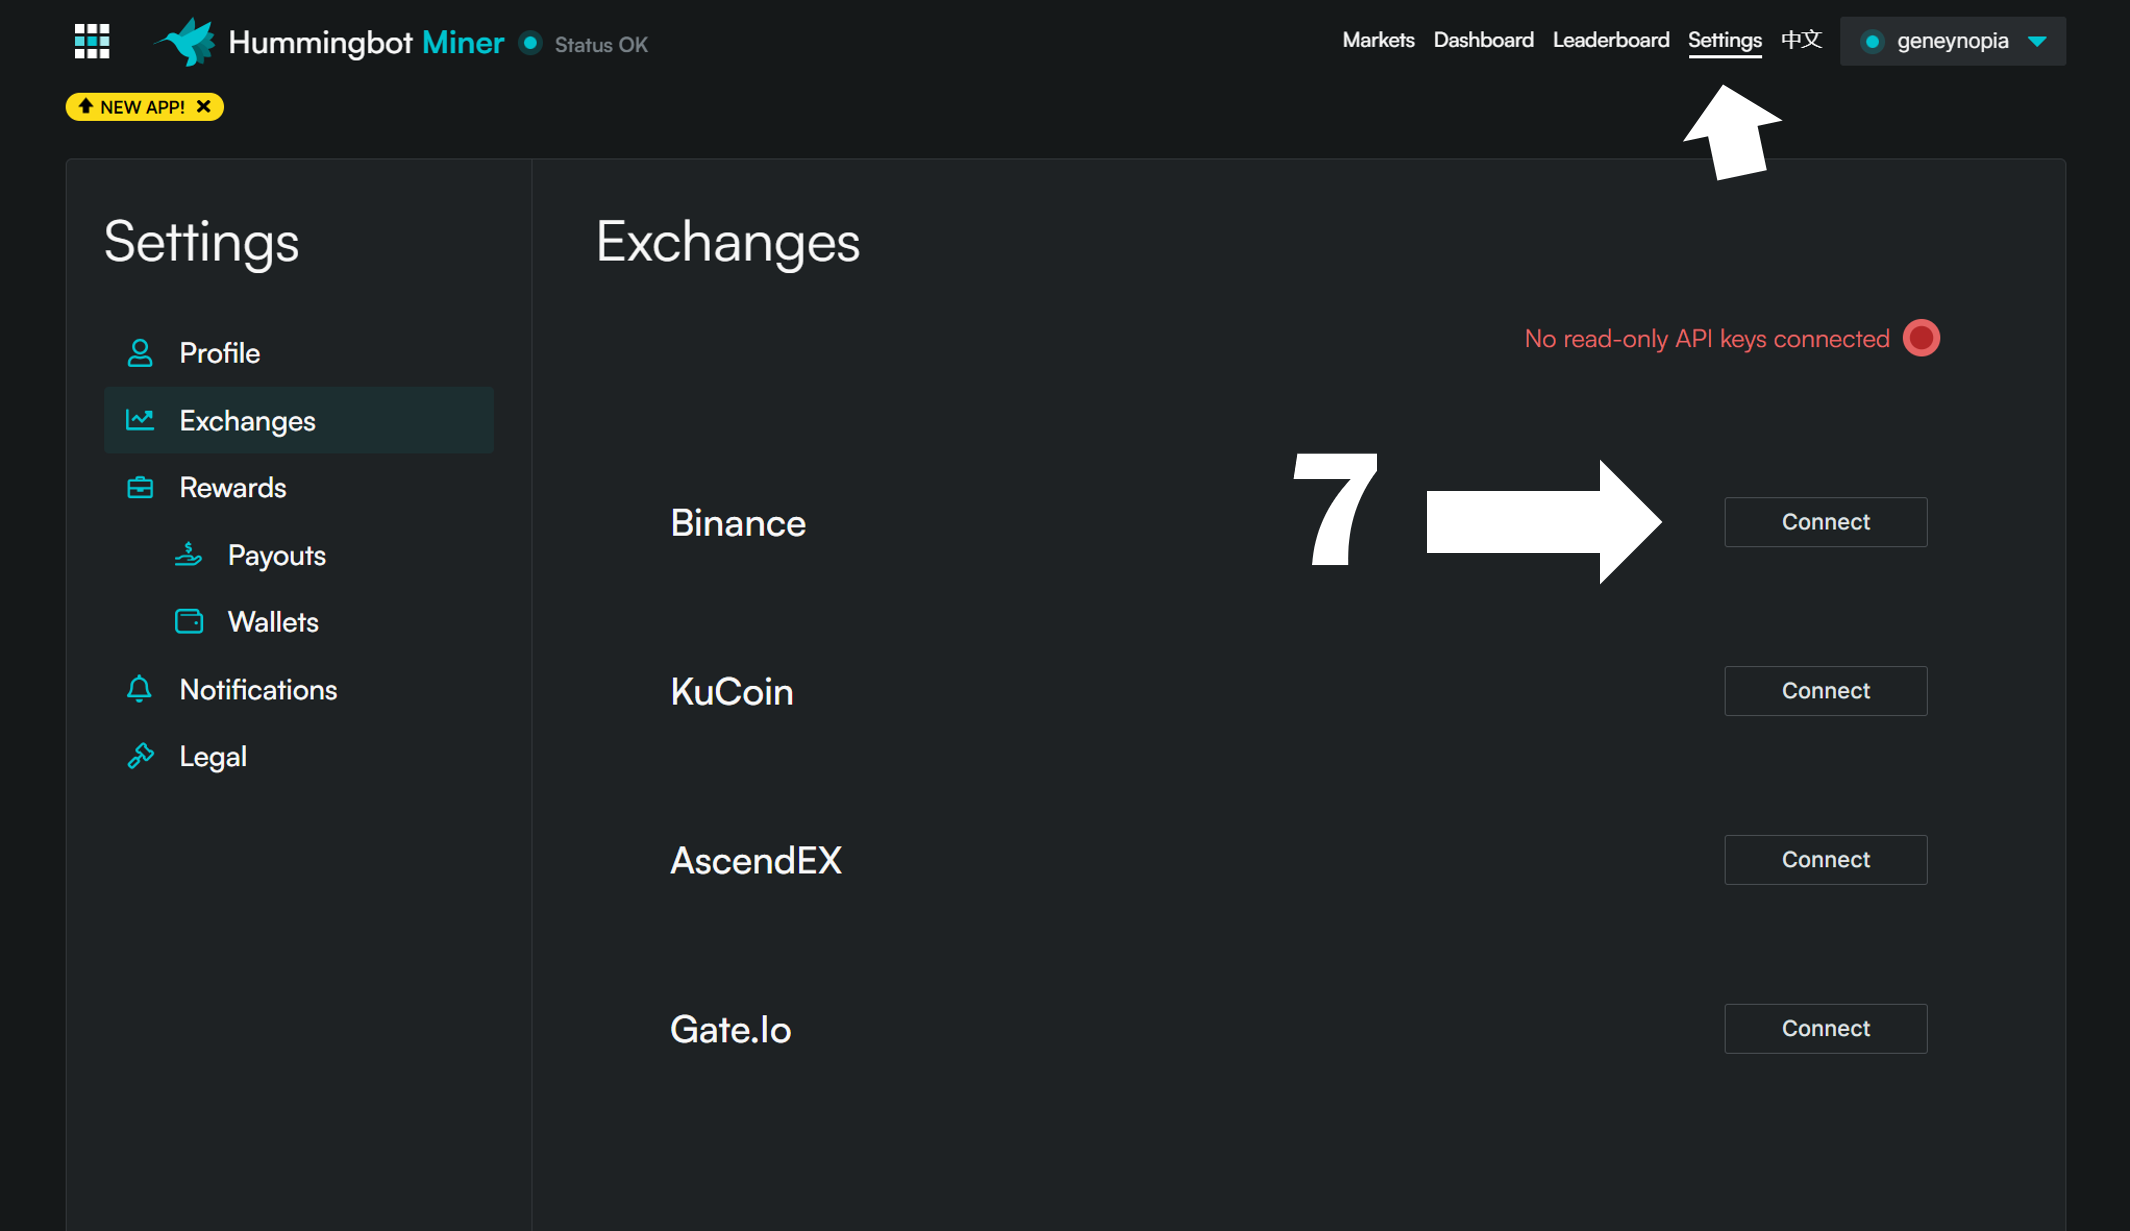 Hummingbot Miner Status OK
Markets Dashboard Leaderboard Settings 中文 geneynopia
NEW APP!
Settings
Profile
Exchanges
Rewards
Payouts
Wallets
Notifications
Legal
Exchanges
No read-only API keys connected
Binance 7 Connect
KuCoin Connect
AscendEX Connect
Gate.Io Connect